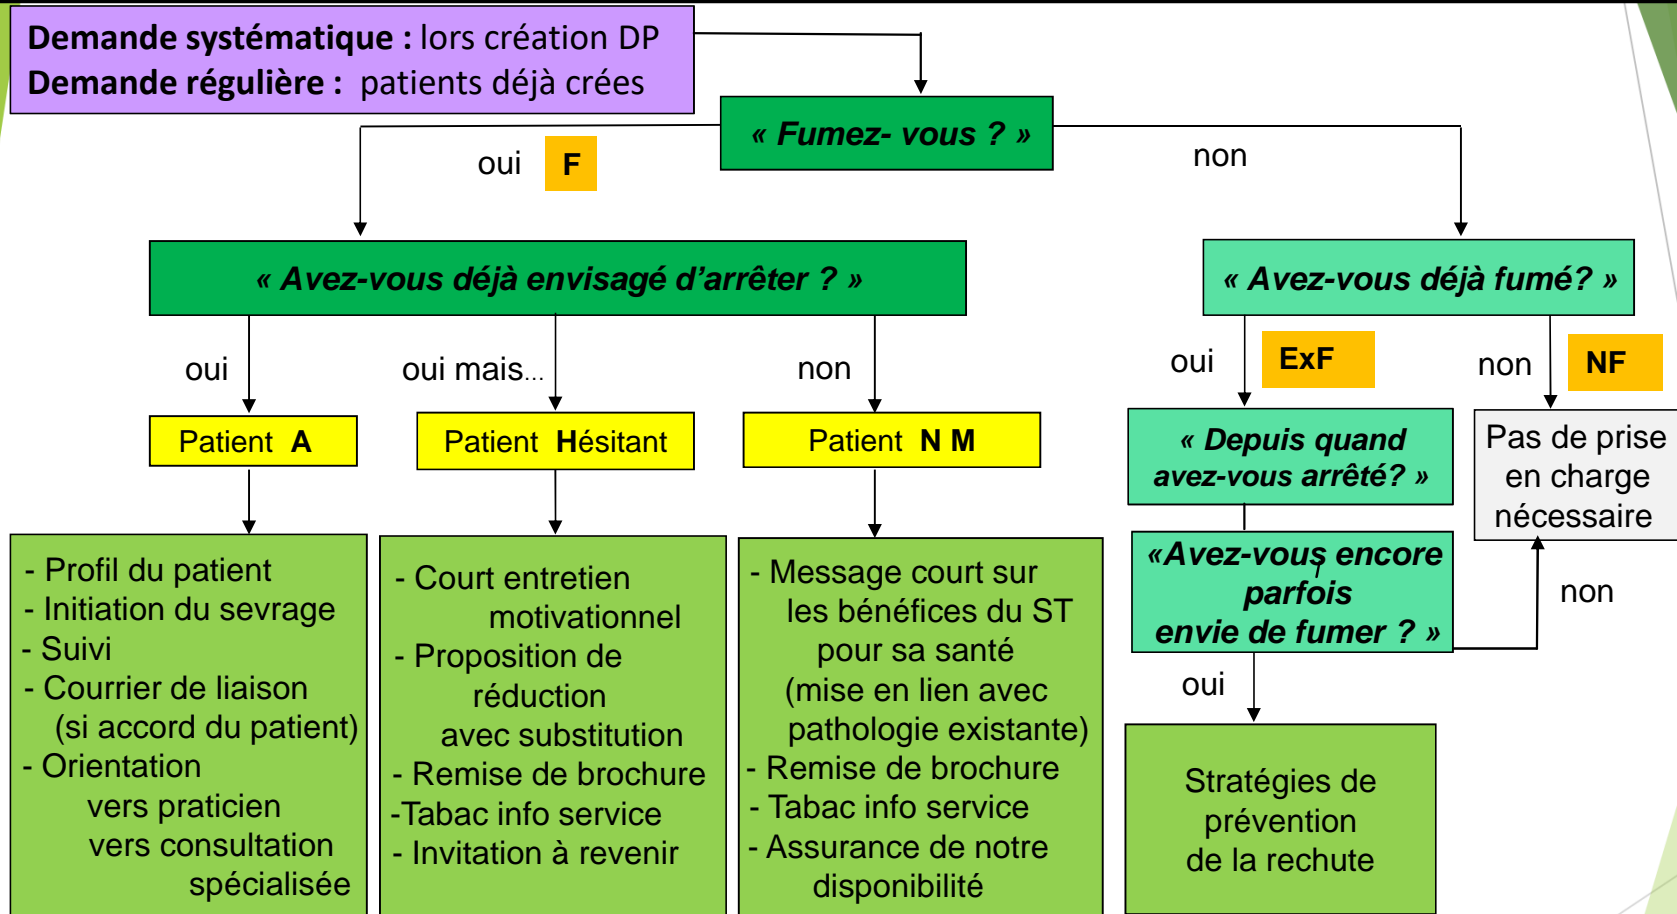 Demande systématique : lors création DP
Demande régulière : patients déjà crées
« Fumez- vous ? »
oui
F
non
« Avez-vous déjà envisagé d'arrêter ? »
« Avez-vous déjà fumé? »
oui
oui mais...
non
oui
ExF
non
NF
Patient A
Patient Hésitant
Patient N M
« Depuis quand
avez-vous arrêté? »
Pas de prise
en charge
nécessaire
- Profil du patient
- Initiation du sevrage
- Suivi
- Courrier de liaison
(si accord du patient)
- Orientation
vers praticien
vers consultation
spécialisée
- Court entretien
motivationnel
- Proposition de
réduction
avec substitution
- Remise de brochure
-Tabac info service
- Invitation à revenir
- Message court sur
les bénéfices du ST
pour sa santé
(mise en lien avec
pathologie existante)
- Remise de brochure
- Tabac info service
- Assurance de notre
disponibilité
«Avez-vous encore
parfois
envie de fumer ? »
non
oui
Stratégies de
prévention
de la rechute